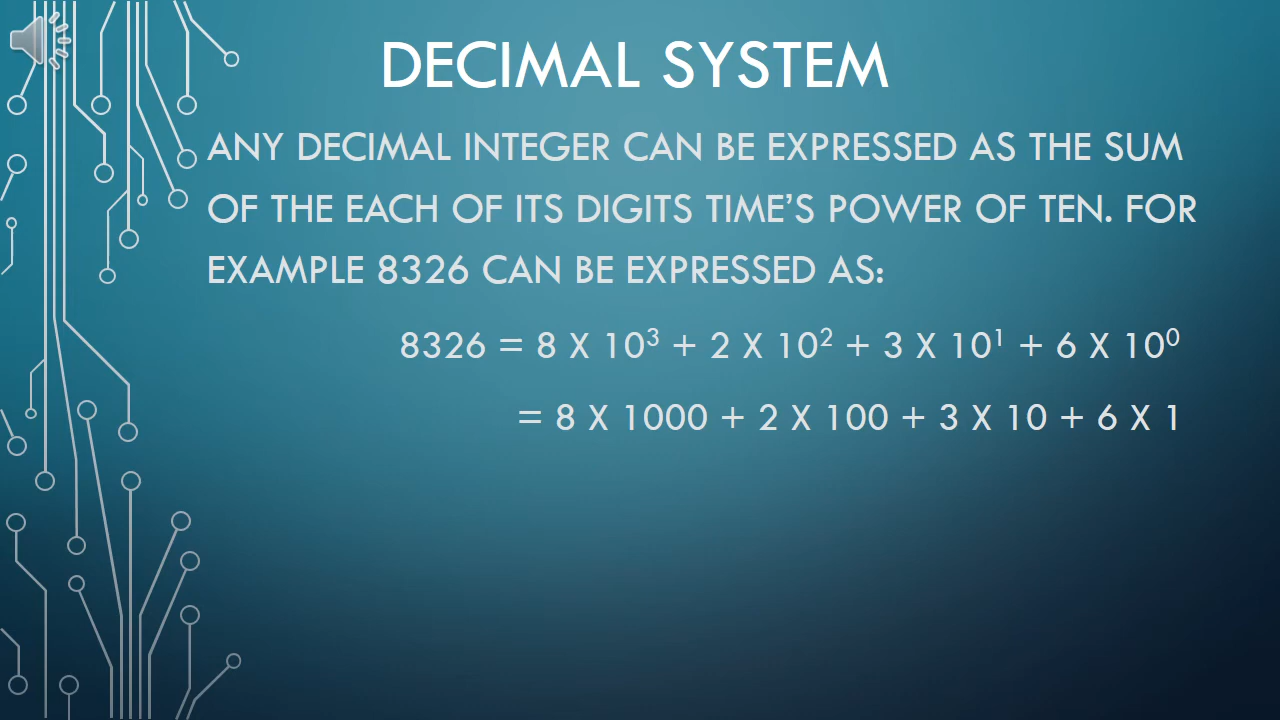 DECIMAL SYSTEM
ANY DECIMAL INTEGER CAN BE EXPRESSED AS THE SUM
OF THE EACH OF ITS DIGITS TIME'S POWER OF TEN. FOR
EXAMPLE 8326 CAN BE EXPRESSED AS:
8326 = 8 X 10³ + 2 X 10² + 3 X 10¹ + 6 X 10⁰
= 8 X 1000 + 2 X 100 + 3 X 10 + 6 X 1